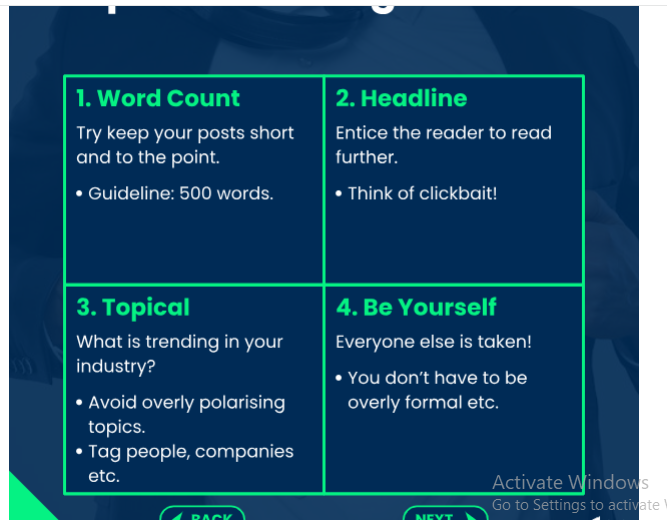 1. Word Count
Try keep your posts short
and to the point.
• Guideline: 500 words.
2. Headline
Entice the reader to read
further.
• Think of clickbait!
3. Topical
What is trending in your
industry?
• Avoid overly polarising
topics.
• Tag people, companies
etc.
4. Be Yourself
Everyone else is taken!
• You don’t have to be
overly formal etc.
Activate Windows
Go to Settings to activate
BACK
NEXT